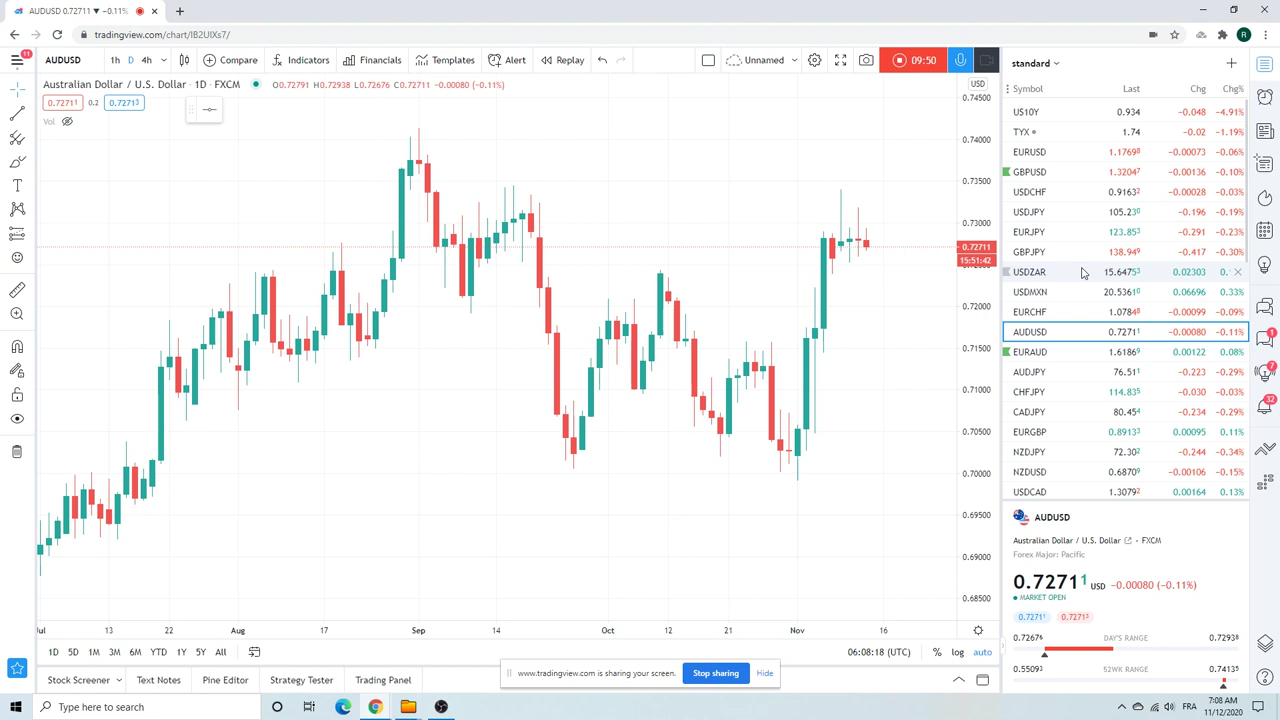 AUDUSD 0.72711 ▼ −0.11%
tradingview.com/chart/IB2UIXs7/
R
11
AUDUSD 1h D 4h Compare Indicators Financials Templates Alert Replay Unnamed 09:50
Australian Dollar / U.S. Dollar · 1D · FXCM 0.72791 H0.72938 L0.72676 C0.72711 −0.00080 (−0.11%)
0.72711 0.2 0.72713
Vol
USD
0.74500
0.74000
0.73500
0.73000
0.72711
15:51:42
0.72000
0.71500
0.71000
0.70500
0.70000
0.69500
0.69000
0.68500
Jul 13 22 Aug 17 Sep 14 Oct 12 21 Nov 16
1D 5D 1M 3M 6M YTD 1Y 5Y All 06:08:18 (UTC) % log auto
standard
Symbol Last Chg Chg%
US10Y 0.934 −0.048 −4.91%
TYX 1.74 −0.02 −1.19%
EURUSD 1.17698 −0.00073 −0.06%
GBPUSD 1.32047 −0.00136 −0.10%
USDCHF 0.91632 −0.00028 −0.03%
USDJPY 105.230 −0.196 −0.19%
EURJPY 123.853 −0.291 −0.23%
GBPJPY 138.949 −0.417 −0.30%
USDZAR 15.64753 0.02303 0.
USDMXN 20.53610 0.06696 0.33%
EURCHF 1.07848 −0.00099 −0.09%
AUDUSD 0.72711 −0.00080 −0.11%
EURAUD 1.61869 0.00122 0.08%
AUDJPY 76.511 −0.223 −0.29%
CHFJPY 114.835 −0.030 −0.03%
CADJPY 80.454 −0.234 −0.29%
EURGBP 0.89133 0.00095 0.11%
NZDJPY 72.302 −0.244 −0.34%
NZDUSD 0.68709 −0.00106 −0.15%
USDCAD 1.30792 0.00164 0.13%
AUDUSD
Australian Dollar / U.S. Dollar · FXCM
Forex Major: Pacific
0.72711 USD −0.00080 (−0.11%)
MARKET OPEN
0.72711 0.72713
0.72676 DAY'S RANGE 0.72938
0.55093 52WK RANGE 0.74135
1
7
32
www.tradingview.com is sharing your screen. Stop sharing Hide
Stock Screener Text Notes Pine Editor Strategy Tester Trading Panel
Type here to search
FRA 7:08 AM
11/12/2020